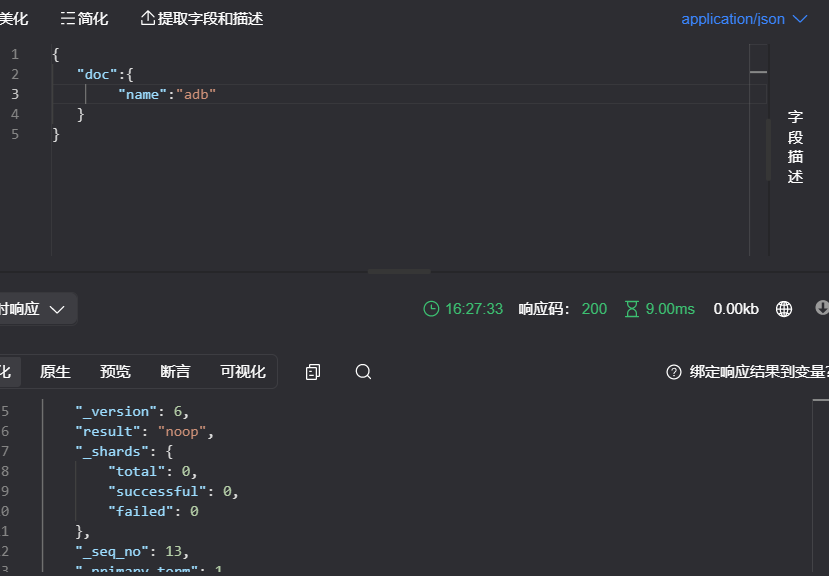 美化 简化 提取字段和描述 application/json
1 {
2 "doc":{
3 "name":"adb"
4 }
5 }
字段描述
时响应 16:27:33 响应码： 200 9.00ms 0.00kb
化 原生 预览 断言 可视化 绑定响应结果到变量?
5 "_version": 6,
6 "result": "noop",
7 "_shards": {
8 "total": 0,
9 "successful": 0,
0 "failed": 0
1 },
2 "_seq_no": 13,
3 "_primary_term": 1